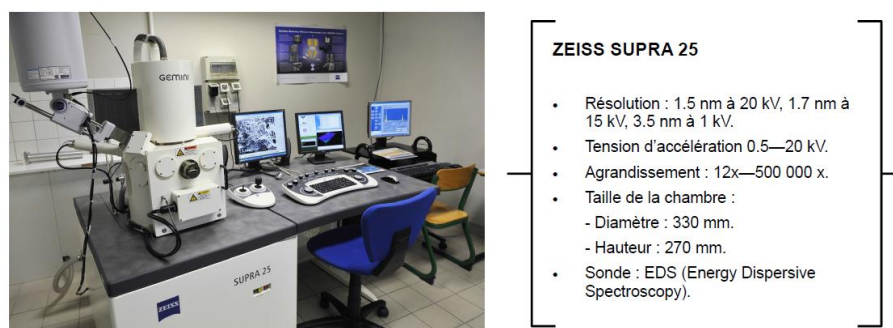 GEMINI
SUPRA 25
ZEISS
ZEISS SUPRA 25
• Résolution : 1.5 nm à 20 kV, 1.7 nm à
15 kV, 3.5 nm à 1 kV.
• Tension d’accélération 0.5—20 kV.
• Agrandissement : 12x—500 000 x.
• Taille de la chambre :
- Diamètre : 330 mm.
- Hauteur : 270 mm.
• Sonde : EDS (Energy Dispersive
Spectroscopy).